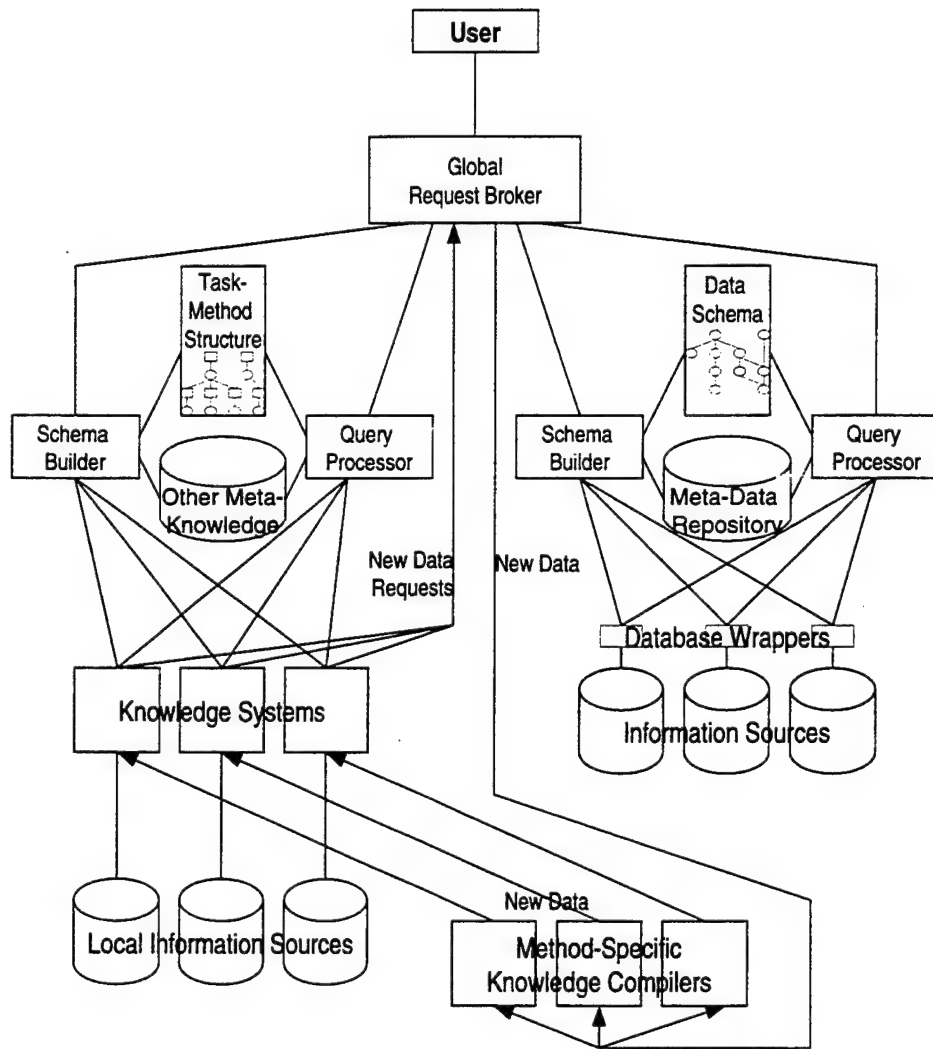 User
Global
Request Broker
Task-
Method
Structure
Data
Schema
Schema
Builder
Query
Processor
Schema
Builder
Query
Processor
Other Meta-
Knowledge
Meta-Data
Repository
New Data
Requests
New Data
Database Wrappers
Knowledge Systems
Information Sources
New Data
Local Information Sources
Method-Specific
Knowledge Compilers